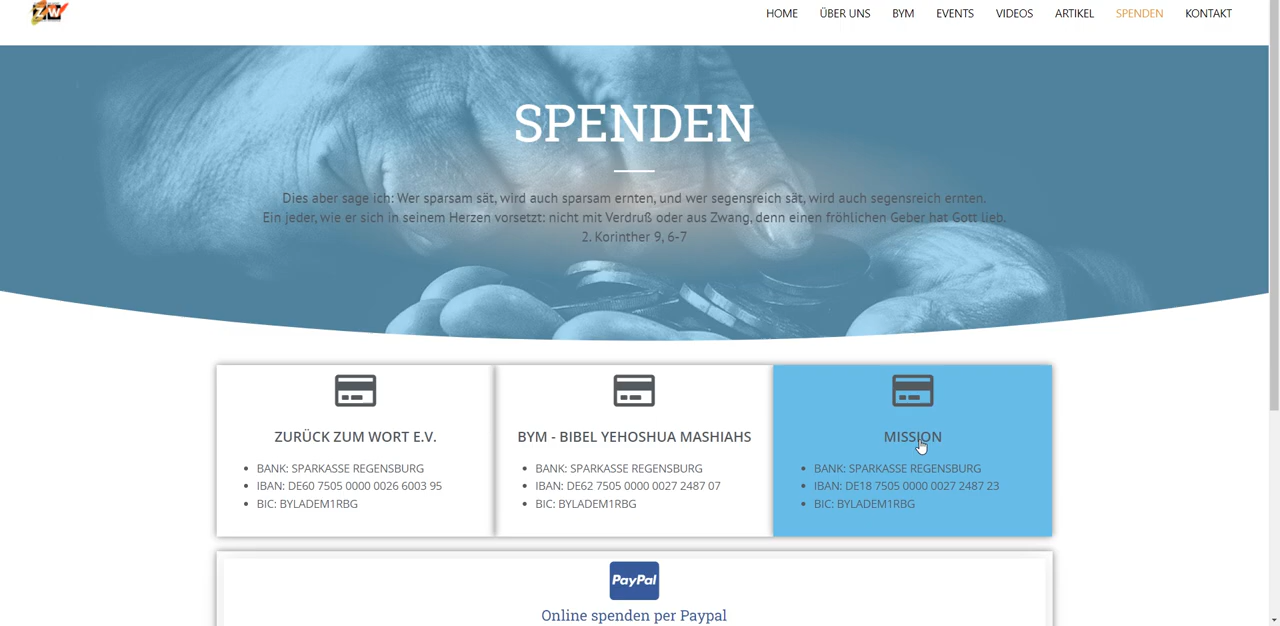 ZW
HOME ÜBER UNS BYM EVENTS VIDEOS ARTIKEL SPENDEN KONTAKT
SPENDEN
Dies aber sage ich: Wer sparsam sät, wird auch sparsam ernten, und wer segensreich sät, wird auch segensreich ernten.
Ein jeder, wie er sich in seinem Herzen vorsetzt: nicht mit Verdruß oder aus Zwang, denn einen fröhlichen Geber hat Gott lieb.
2. Korinther 9, 6-7
ZURÜCK ZUM WORT E.V.
BANK: SPARKASSE REGENSBURG
IBAN: DE60 7505 0000 0026 6003 95
BIC: BYLADEM1RBG
BYM - BIBEL YEHOSHUA MASHIAHS
BANK: SPARKASSE REGENSBURG
IBAN: DE62 7505 0000 0027 2487 07
BIC: BYLADEM1RBG
MISSION
BANK: SPARKASSE REGENSBURG
IBAN: DE18 7505 0000 0027 2487 23
BIC: BYLADEM1RBG
PayPal
Online spenden per Paypal